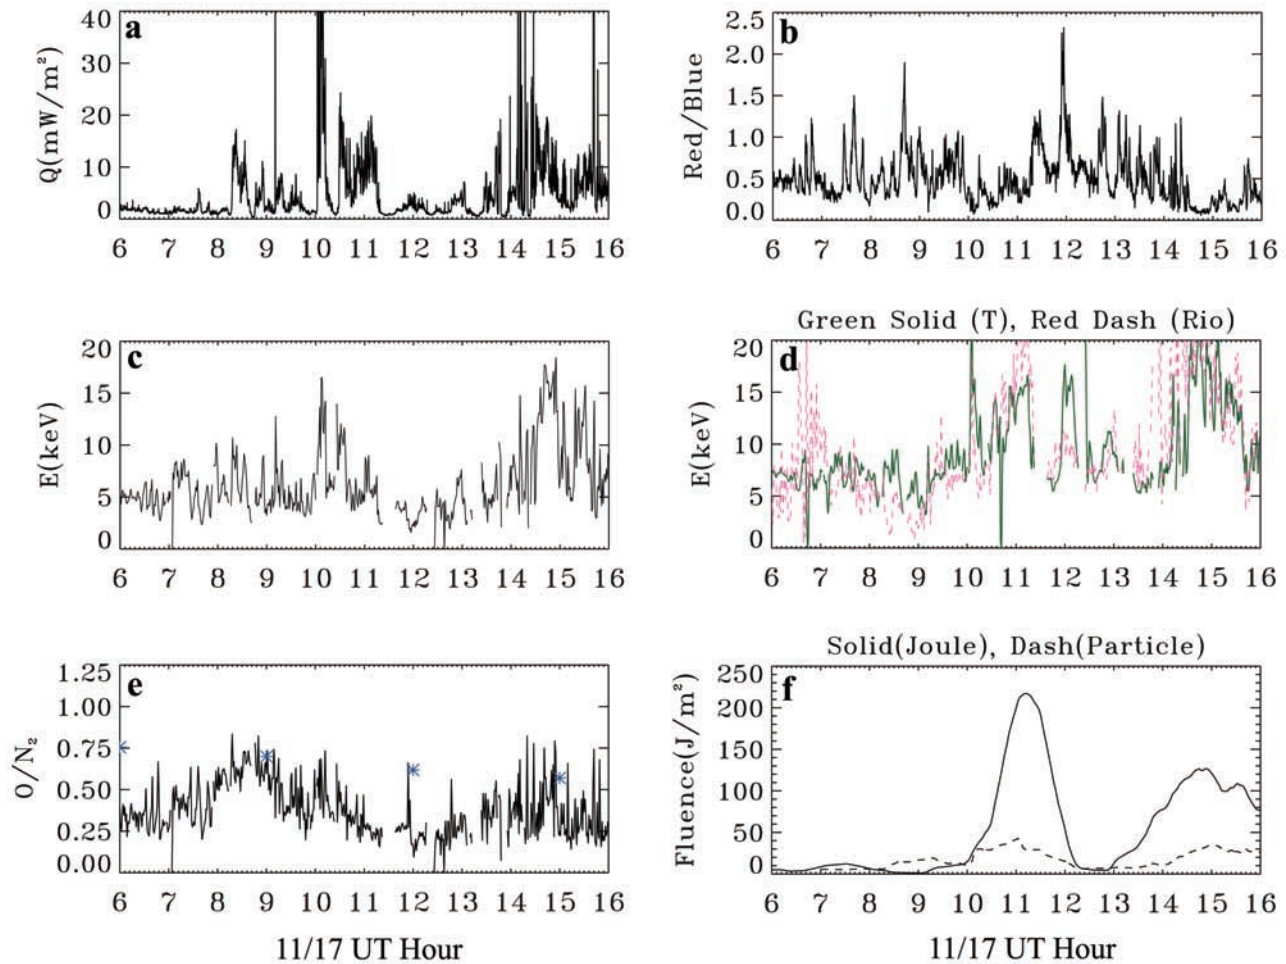 a
Q(mW/m²)
40
30
20
10
0
6 7 8 9 10 11 12 13 14 15 16
b
Red/Blue
2.5
2.0
1.5
1.0
0.5
0.0
6 7 8 9 10 11 12 13 14 15 16
c
E(keV)
20
15
10
5
0
6 7 8 9 10 11 12 13 14 15 16
Green Solid (T), Red Dash (Rio)
d
E(keV)
20
15
10
5
0
6 7 8 9 10 11 12 13 14 15 16
e
O/N₂
1.25
1.00
0.75
0.50
0.25
0.00
6 7 8 9 10 11 12 13 14 15 16
11/17 UT Hour
Solid(Joule), Dash(Particle)
f
Fluence(J/m²)
250
200
150
100
50
0
6 7 8 9 10 11 12 13 14 15 16
11/17 UT Hour